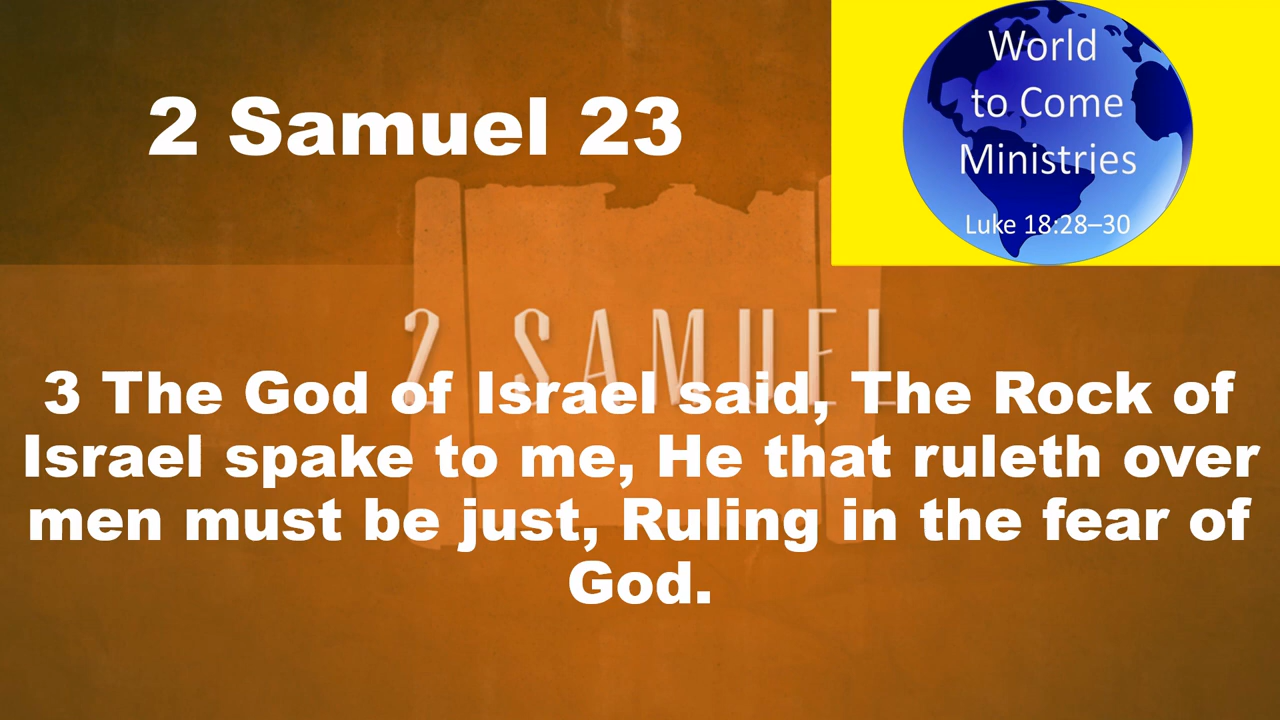 2 Samuel 23
World
to Come
Ministries
Luke 18:28–30
2 SAMUEL
3 The God of Israel said, The Rock of
Israel spake to me, He that ruleth over
men must be just, Ruling in the fear of
God.